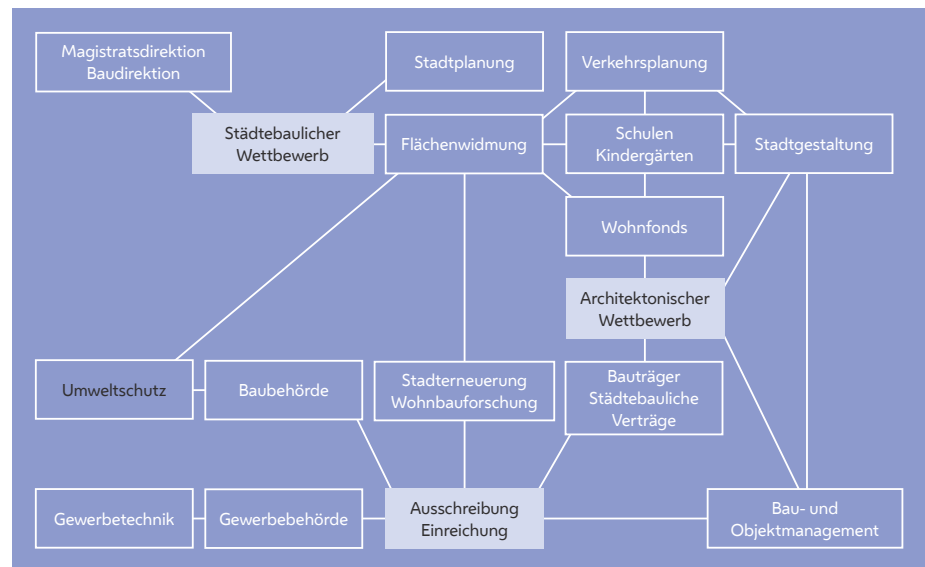 Magistratsdirektion
Baudirektion
Stadtplanung
Verkehrsplanung
Städtebaulicher
Wettbewerb
Flächenwidmung
Schulen
Kindergärten
Stadtgestaltung
Wohnfonds
Architektonischer
Wettbewerb
Umweltschutz
Baubehörde
Stadterneuerung
Wohnbauforschung
Bauträger
Städtebauliche
Verträge
Gewerbetechnik
Gewerbebehörde
Ausschreibung
Einreichung
Bau- und
Objektmanagement